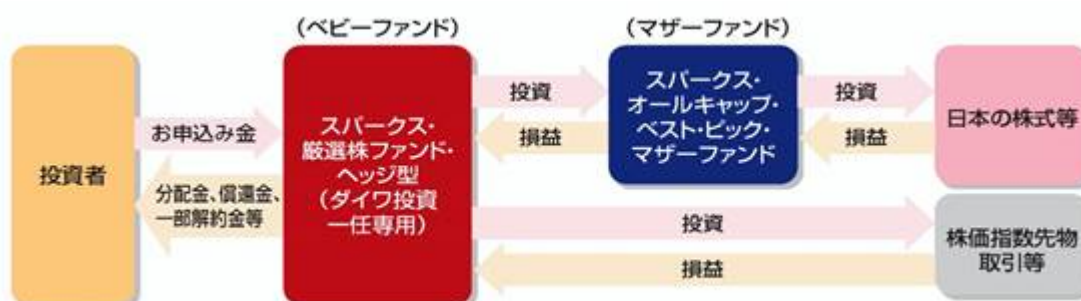 (ベビーファンド)
(マザーファンド)
投資者
お申込み金
分配金、償還金、
一部解約金等
スパークス・
厳選株ファンド・
ヘッジ型
(ダイワ投資
一任専用)
投資
損益
スパークス・
オールキャップ・
ベスト・ピック・
マザーファンド
投資
損益
日本の株式等
投資
損益
株価指数先物
取引等